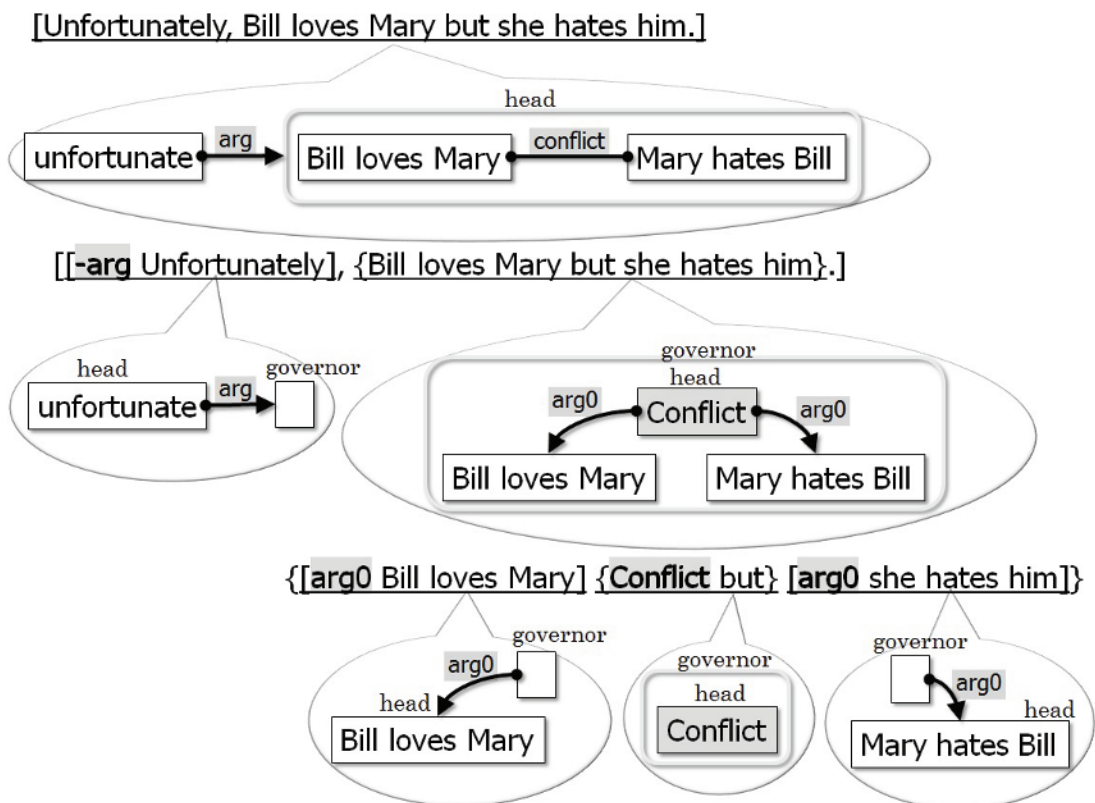 [Unfortunately, Bill loves Mary but she hates him.]
head
unfortunate arg Bill loves Mary conflict Mary hates Bill
[[-arg Unfortunately], {Bill loves Mary but she hates him}.]
head governor
unfortunate arg
governor
head
arg0 Conflict arg0
Bill loves Mary Mary hates Bill
{[arg0 Bill loves Mary] {Conflict but} [arg0 she hates him]}
governor
arg0
head
Bill loves Mary
governor
head
Conflict
governor
arg0
head
Mary hates Bill